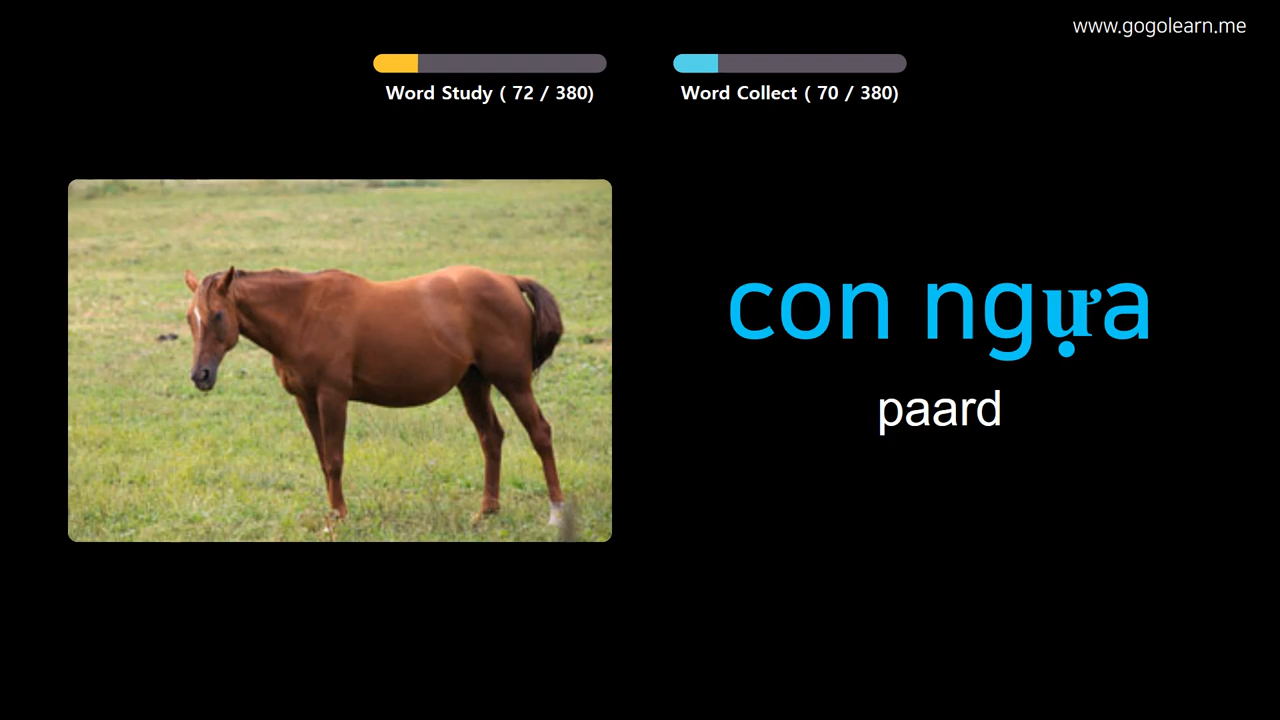 www.gogolearn.me
Word Study ( 72 / 380)
Word Collect ( 70 / 380)
con ngựa
paard